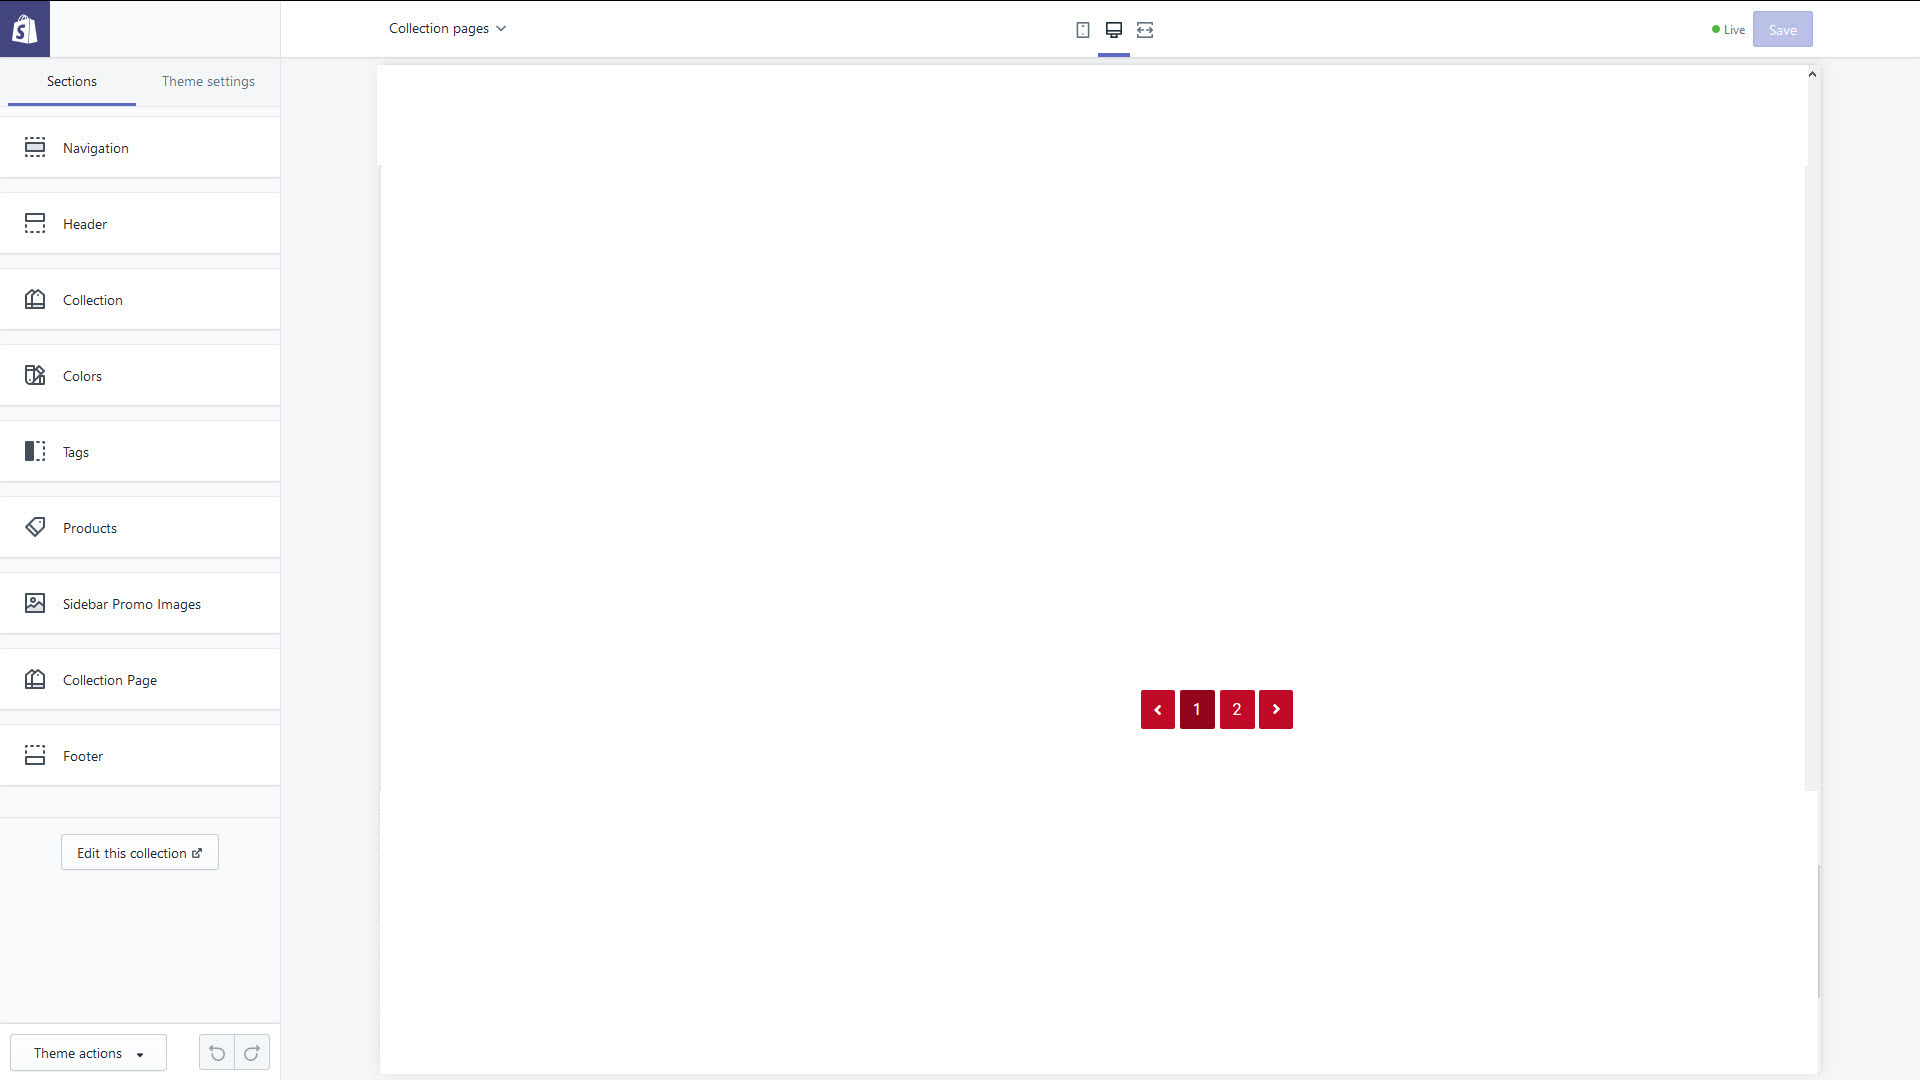 Collection pages
Live
Save
Sections
Theme settings
Navigation
Header
Collection
Colors
Tags
Products
Sidebar Promo Images
Collection Page
Footer
1 2
Edit this collection
Theme actions